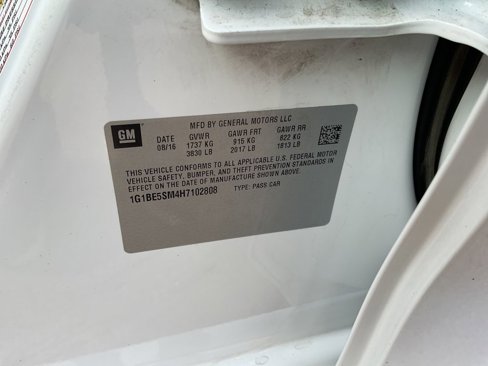 MFD BY GENERAL MOTORS LLC
GM
DATE GVWR GAWR FRT GAWR RR
08/16 1737 KG 915 KG 822 KG
3830 LB 2017 LB 1813 LB
THIS VEHICLE CONFORMS TO ALL APPLICABLE U.S. FEDERAL MOTOR
VEHICLE SAFETY, BUMPER, AND THEFT PREVENTION STANDARDS IN
EFFECT ON THE DATE OF MANUFACTURE SHOWN ABOVE.
1G1BE5SM4H7102808 TYPE: PASS CAR